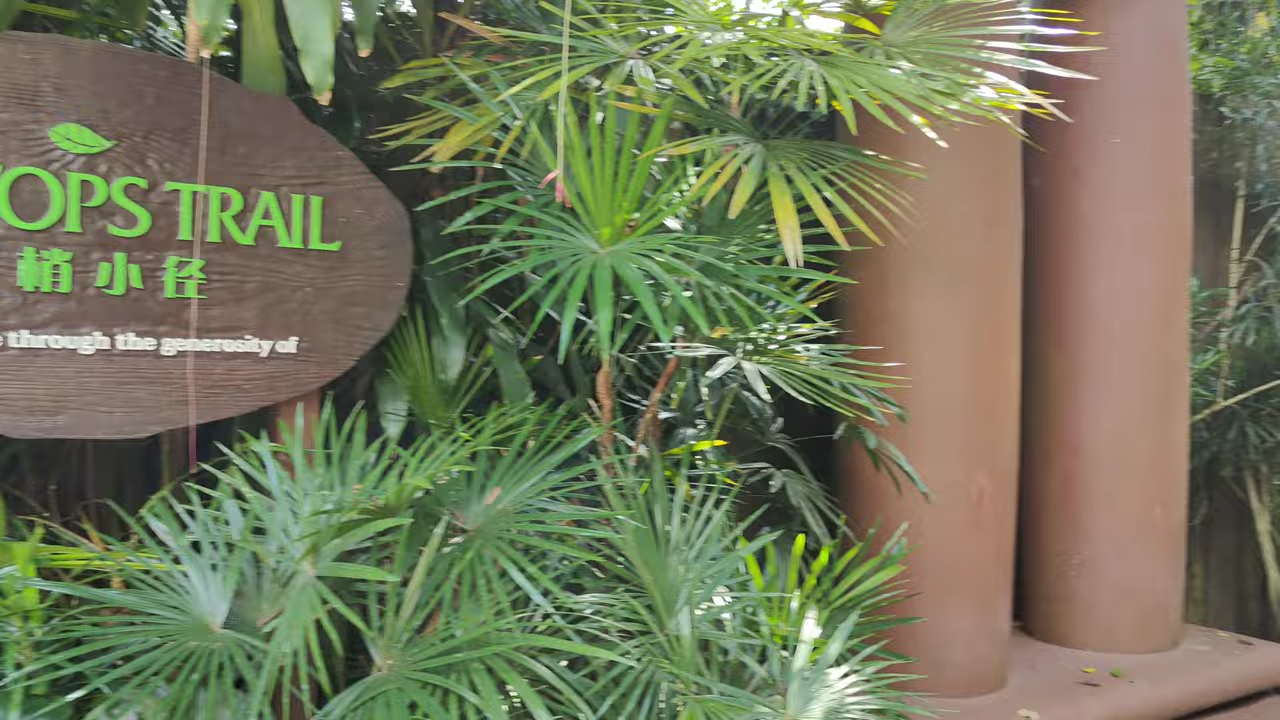 OPS TRAIL
梢小径
through the generosity of